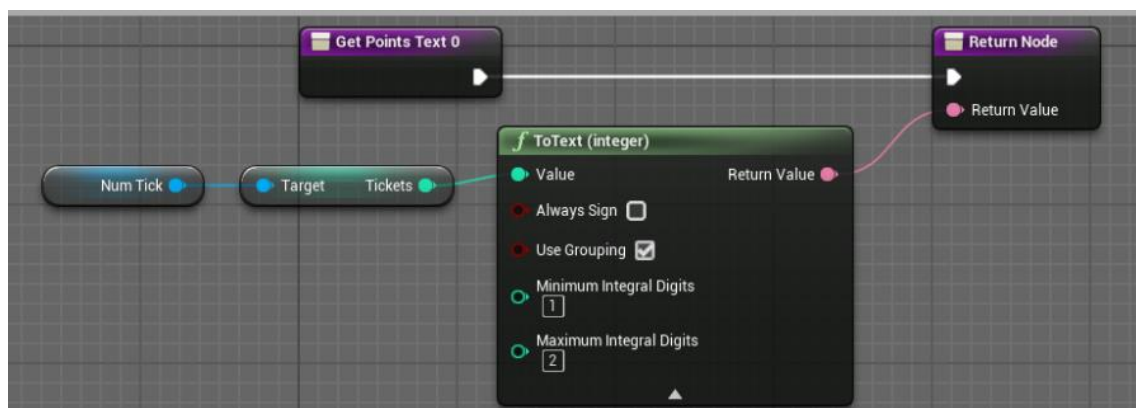 Get Points Text 0
Return Node
Return Value
Num Tick
Target
Tickets
f ToText (integer)
Value
Return Value
Always Sign
Use Grouping
Minimum Integral Digits
1
Maximum Integral Digits
2